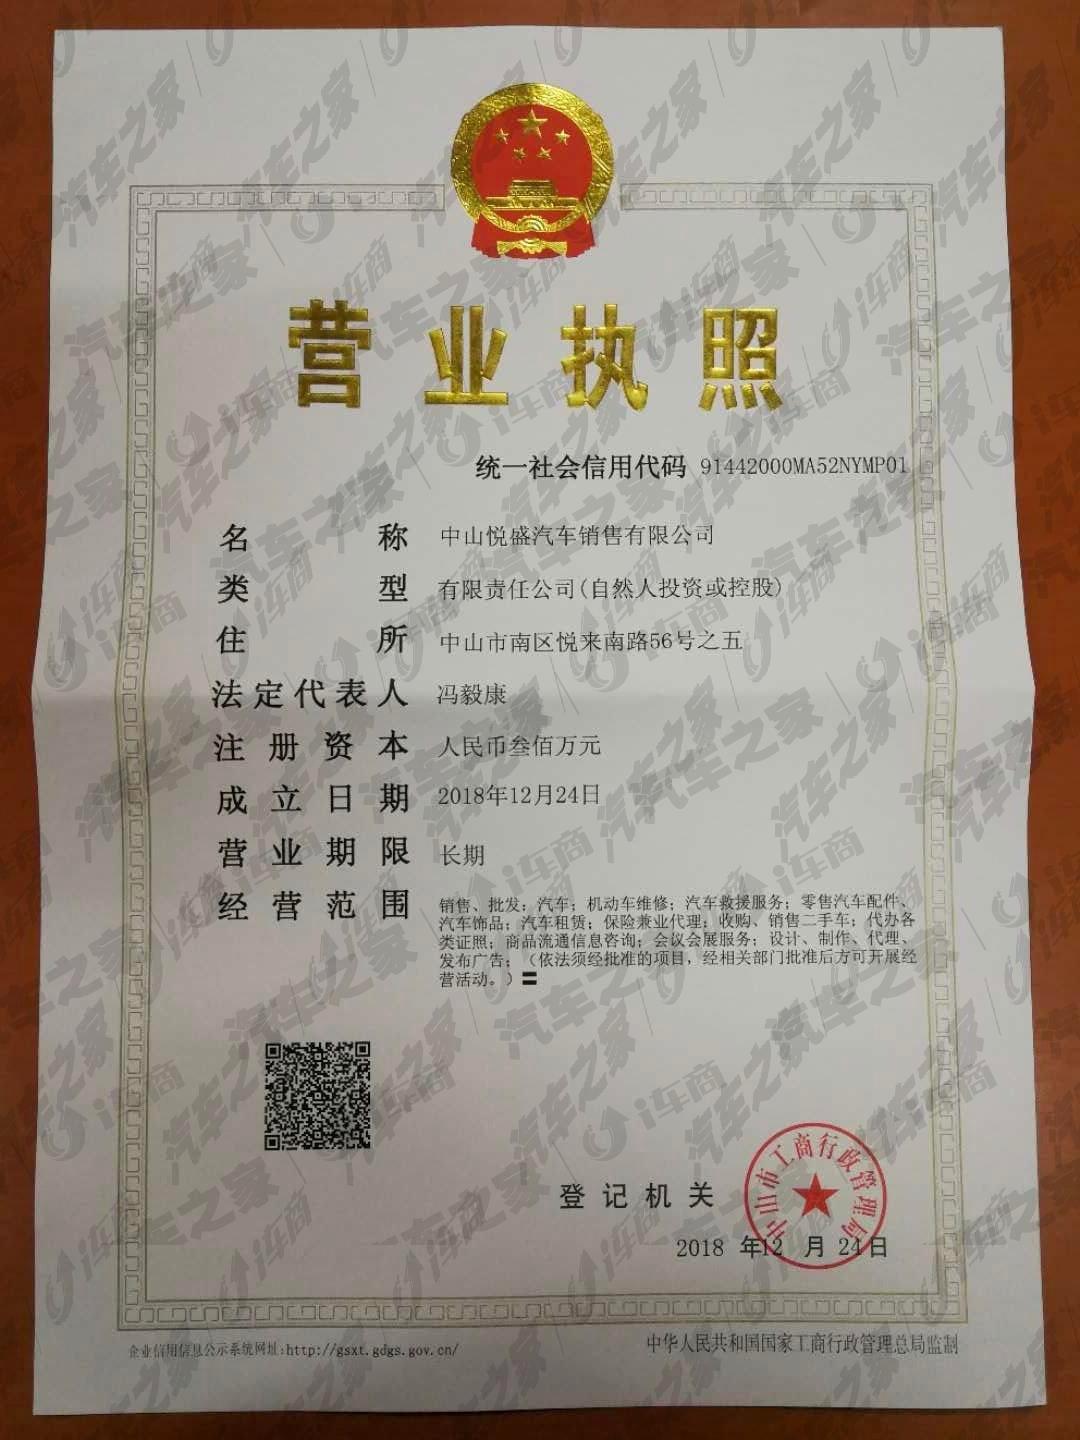 营业执照
统一社会信用代码 91442000MA52NYMP01
名称 中山悦盛汽车销售有限公司
类型 有限责任公司(自然人投资或控股)
住所 中山市南区悦来南路56号之五
法定代表人 冯毅康
注册资本 人民币叁佰万元
成立日期 2018年12月24日
营业期限 长期
经营范围 销售、批发：汽车；机动车维修；汽车救援服务；零售汽车配件、
汽车饰品；汽车租赁；保险兼业代理；收购、销售二手车；代办各
类证照；商品流通信息咨询；会议会展服务；设计、制作、代理、
发布广告；（依法须经批准的项目，经相关部门批准后方可开展经
营活动。）〓
登记机关
中山市工商行政管理局
2018 年12 月 24日
企业信用信息公示系统网址:http://gsxt.gdgs.gov.cn/
中华人民共和国国家工商行政管理总局监制
汽车之家 i车商